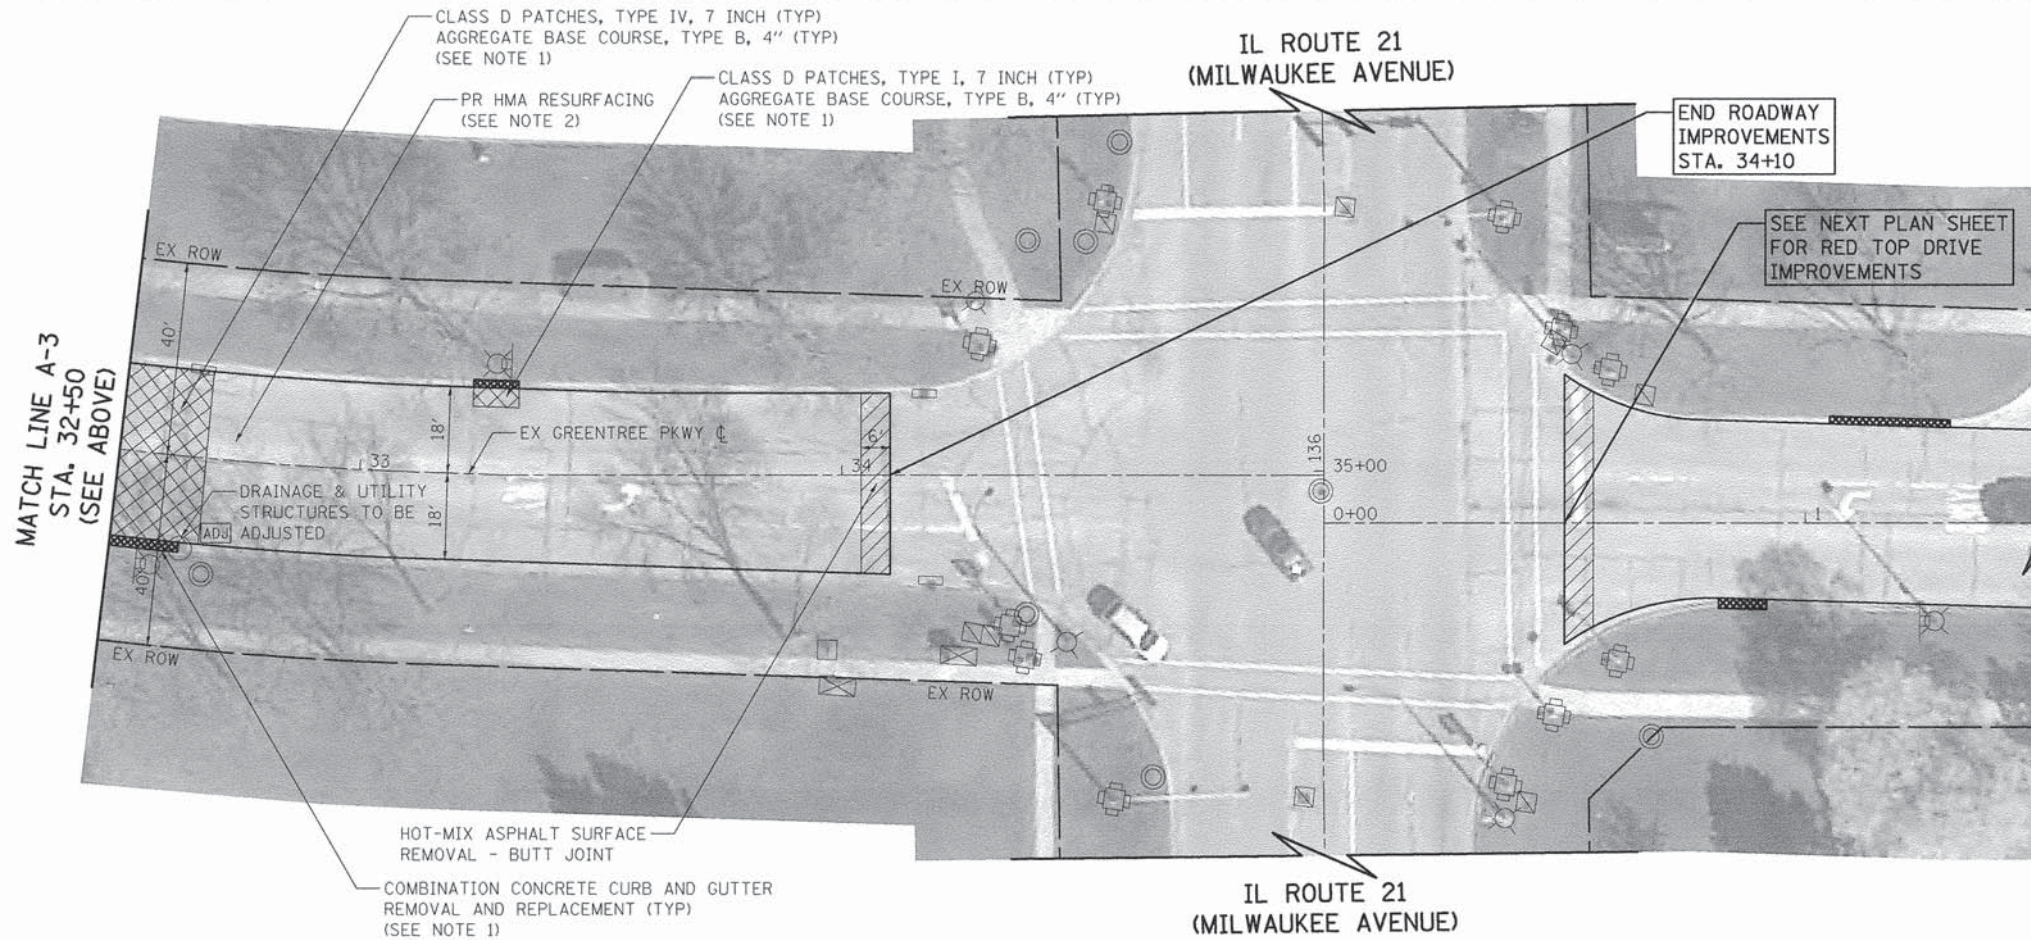 CLASS D PATCHES, TYPE IV, 7 INCH (TYP)
AGGREGATE BASE COURSE, TYPE B, 4" (TYP)
(SEE NOTE 1)
PR HMA RESURFACING
(SEE NOTE 2)
CLASS D PATCHES, TYPE I, 7 INCH (TYP)
AGGREGATE BASE COURSE, TYPE B, 4" (TYP)
(SEE NOTE 1)
IL ROUTE 21
(MILWAUKEE AVENUE)
END ROADWAY
IMPROVEMENTS
STA. 34+10
SEE NEXT PLAN SHEET
FOR RED TOP DRIVE
IMPROVEMENTS
EX ROW
EX ROW
40'
MATCH LINE A-3
STA. 32+50
(SEE ABOVE)
18'
EX GREENTREE PKWY ℄
6'
33
34
136
35+00
0+00
1
DRAINAGE & UTILITY
STRUCTURES TO BE
ADJUSTED
ADJ
18'
40'
EX ROW
EX ROW
HOT-MIX ASPHALT SURFACE
REMOVAL - BUTT JOINT
COMBINATION CONCRETE CURB AND GUTTER
REMOVAL AND REPLACEMENT (TYP)
(SEE NOTE 1)
IL ROUTE 21
(MILWAUKEE AVENUE)